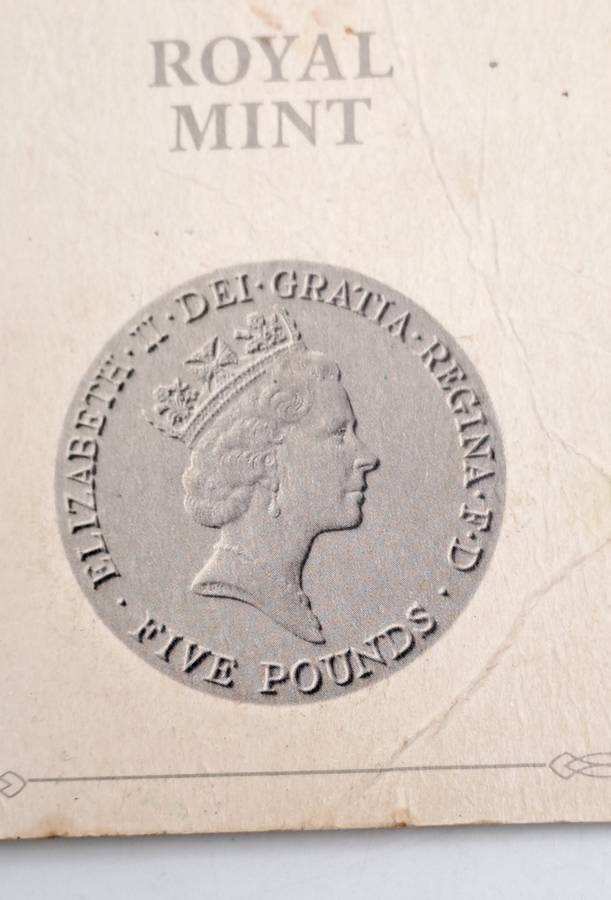 ROYAL
MINT
ELIZABETH · II · DEI · GRATIA · REGINA · F · D ·
· FIVE POUNDS